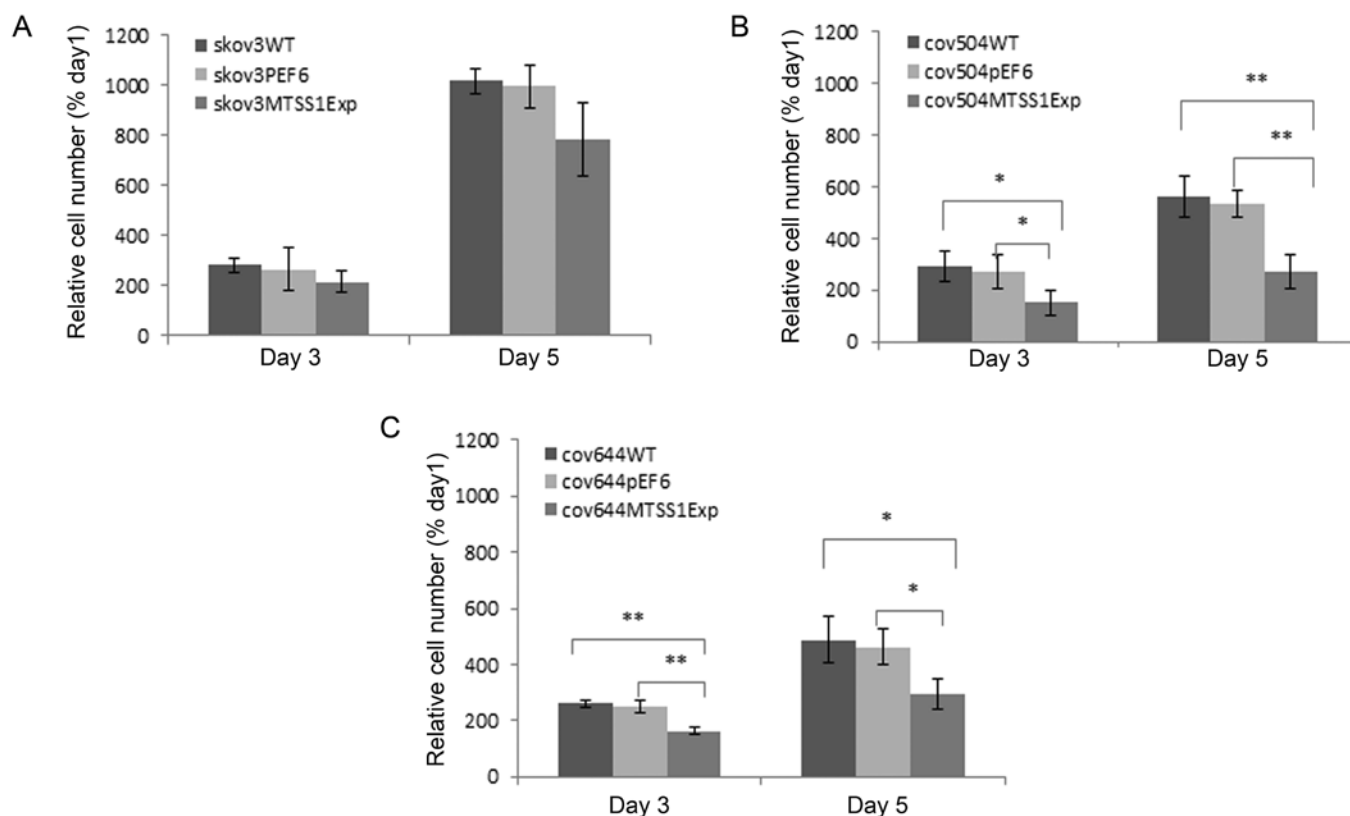 A
Relative cell number (% day1)
1200
1000
800
600
400
200
0
skov3WT
skov3PEF6
skov3MTSS1Exp
Day 3
Day 5
B
Relative cell number (% day1)
1200
1000
800
600
400
200
0
cov504WT
cov504pEF6
cov504MTSS1Exp
*
*
**
**
Day 3
Day 5
C
Relative cell number (% day1)
1200
1000
800
600
400
200
0
cov644WT
cov644pEF6
cov644MTSS1Exp
**
**
*
*
Day 3
Day 5